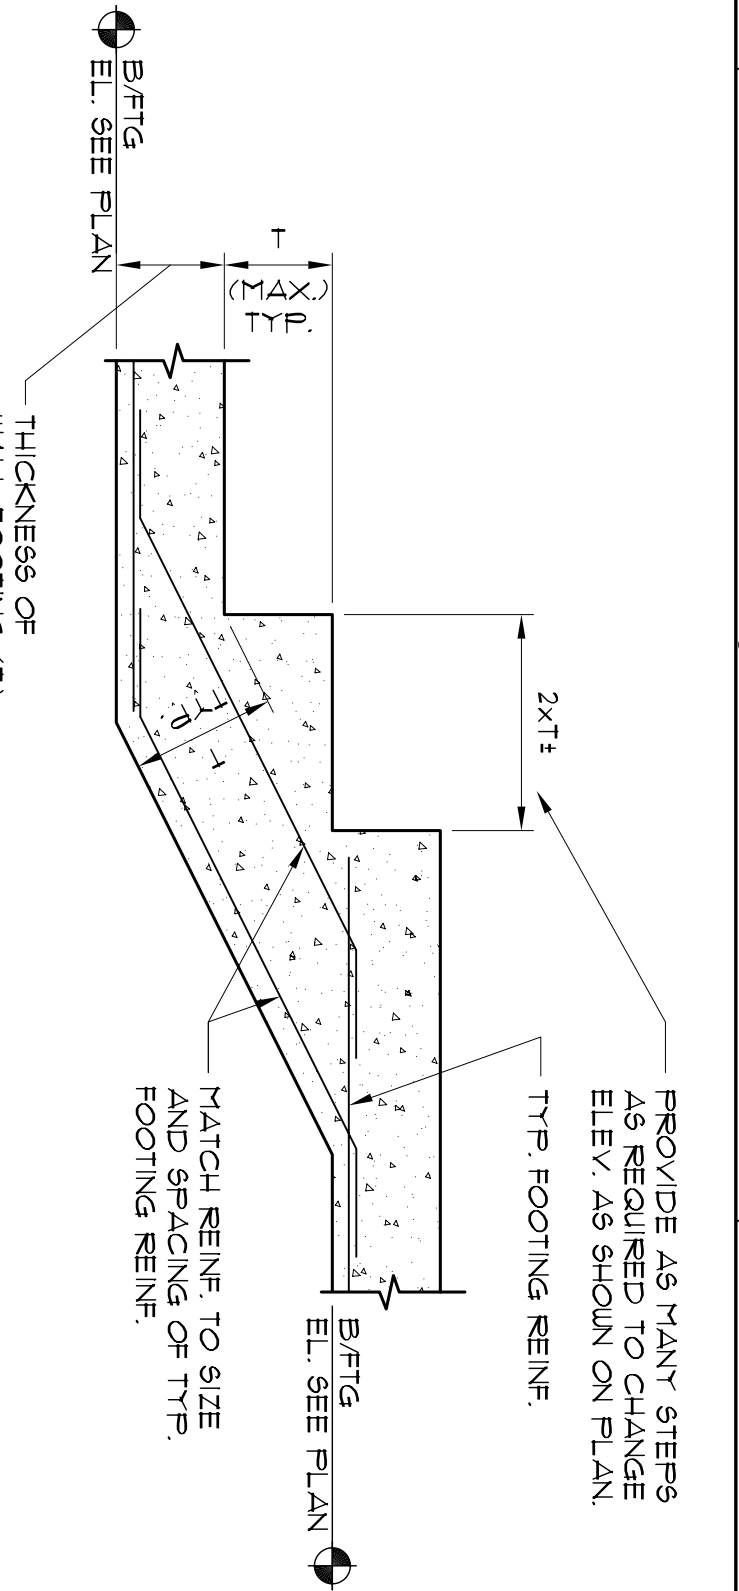 PROVIDE AS MANY STEPS
AS REQUIRED TO CHANGE
ELEV. AS SHOWN ON PLAN.
2xT±
TYP. FOOTING REINF.
T
(MAX.)
TYP.
B/FTG
EL. SEE PLAN
T
TYP.
MATCH REINF. TO SIZE
AND SPACING OF TYP.
FOOTING REINF.
B/FTG
EL. SEE PLAN
THICKNESS OF